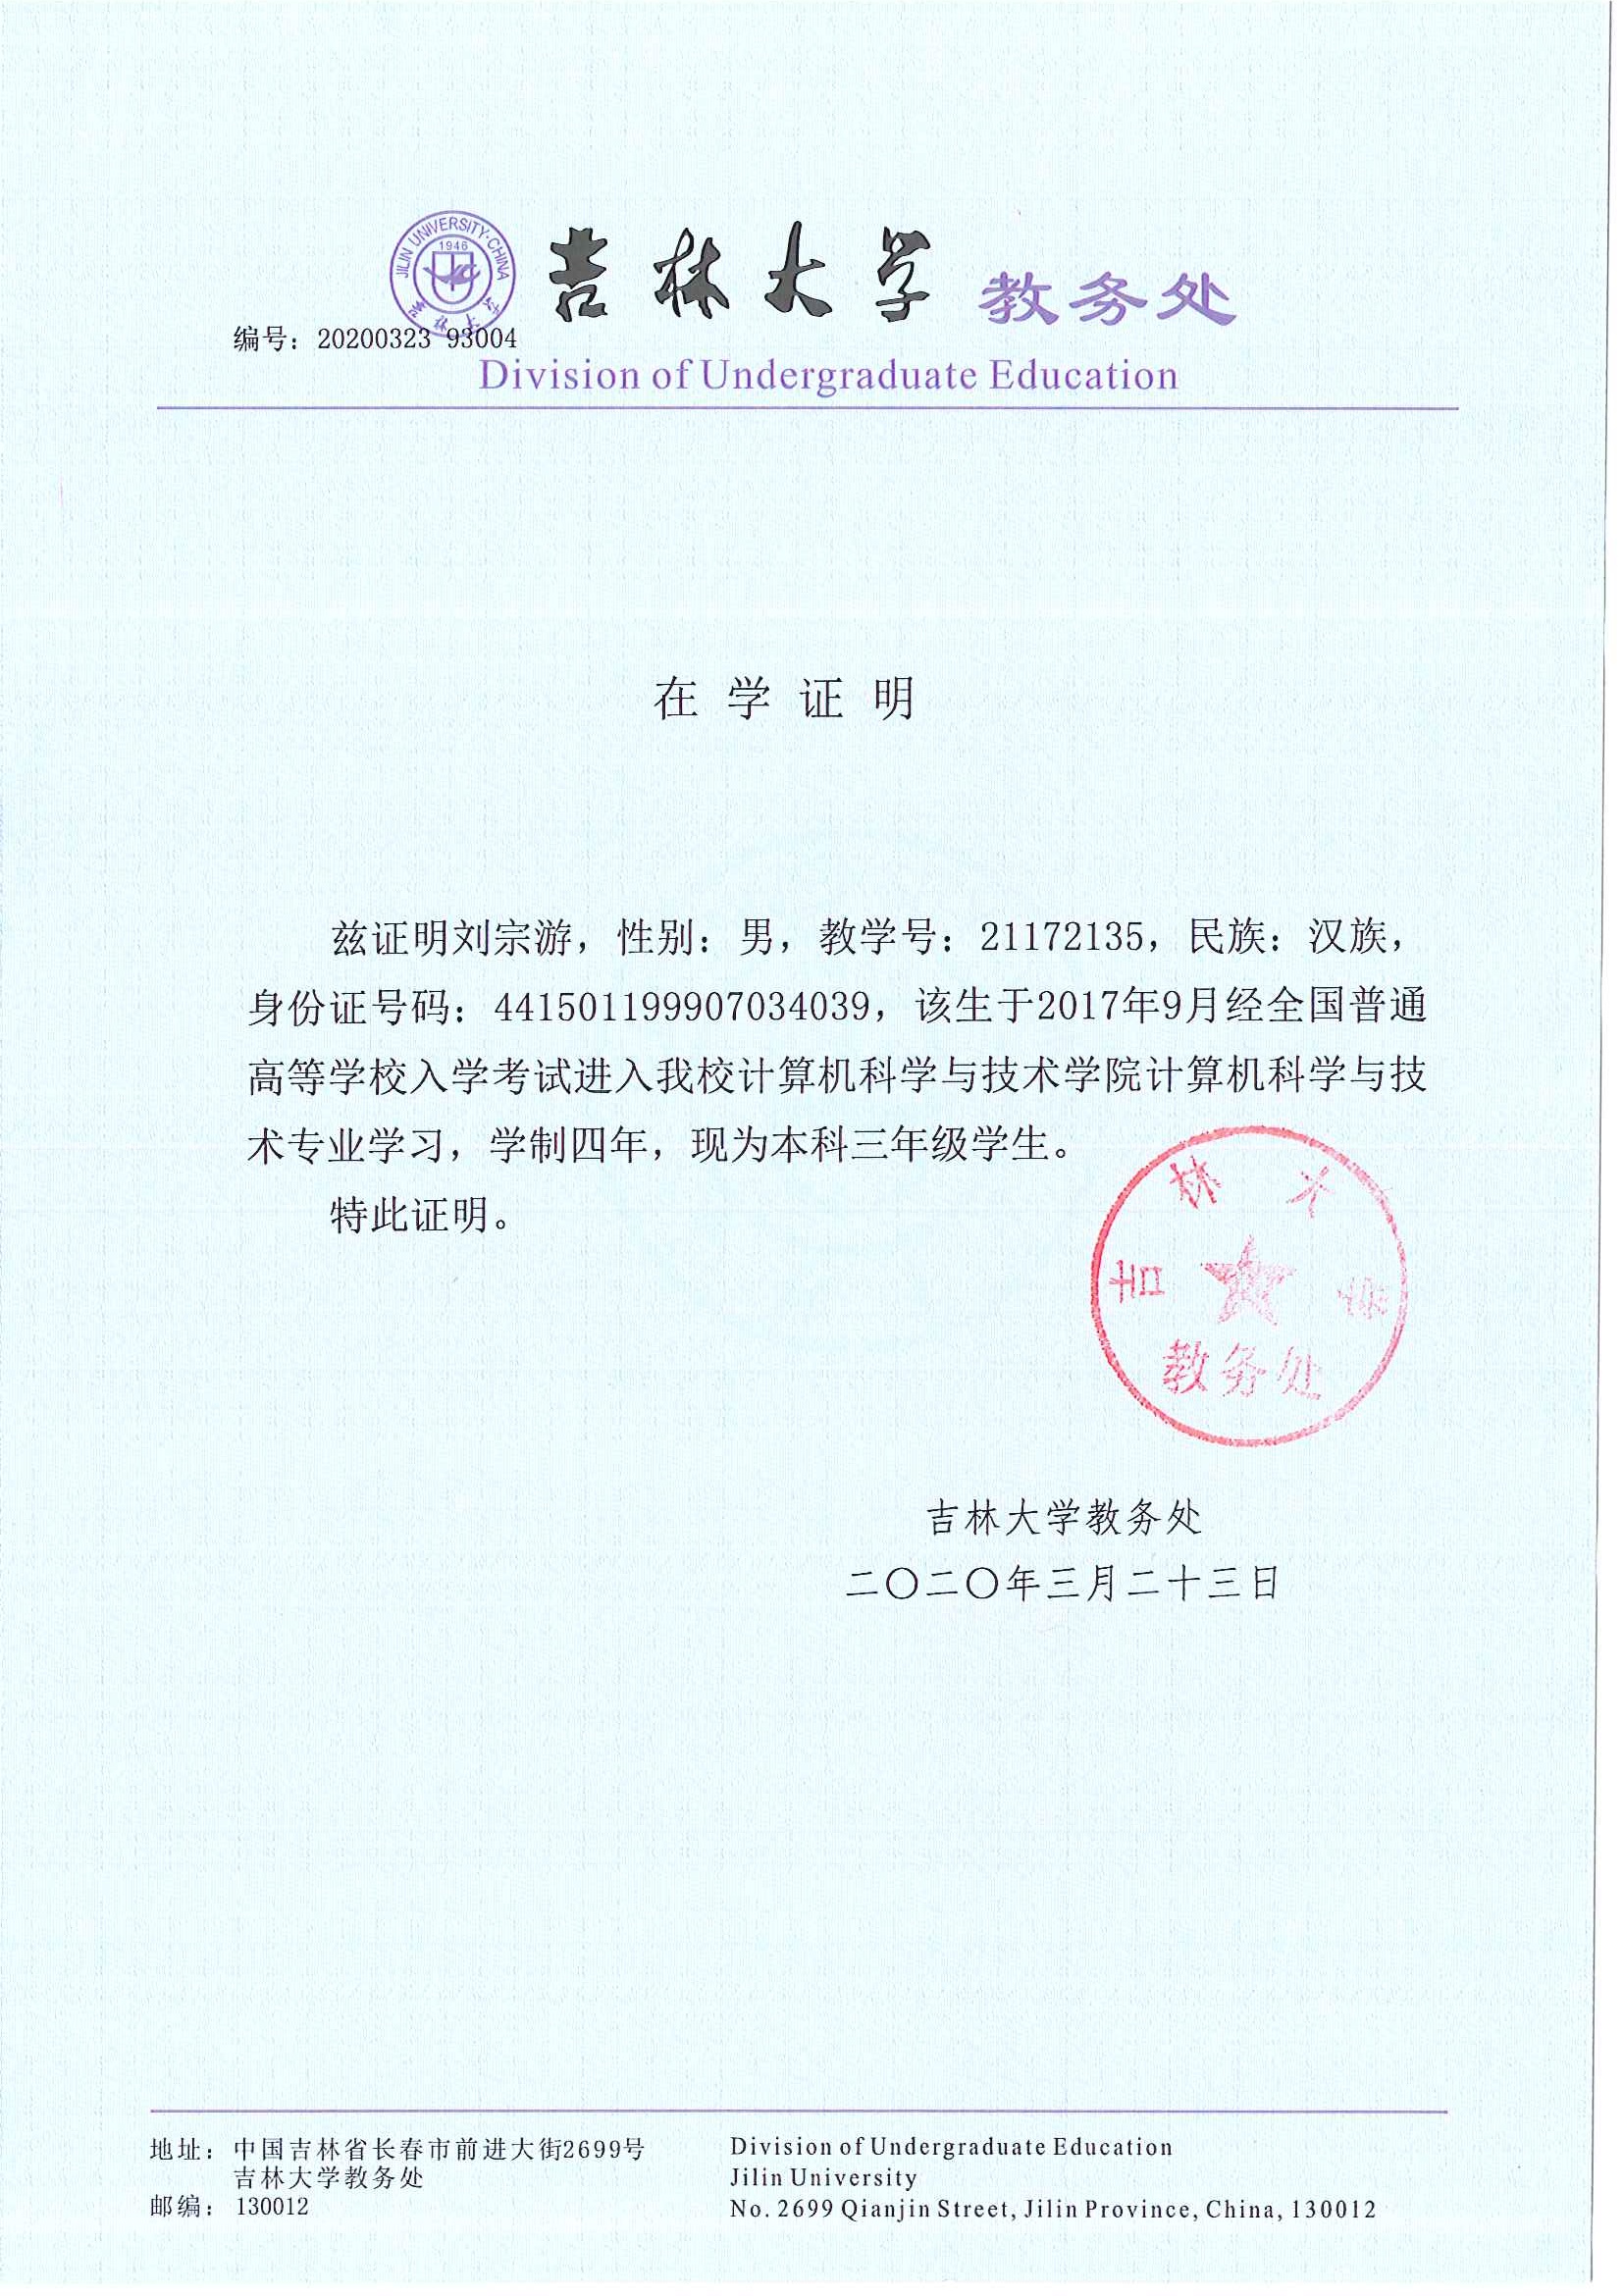 JILIN UNIVERSITY·CHINA
1946
吉林大学 教务处
编号：20200323 93004
Division of Undergraduate Education
在学证明
兹证明刘宗游，性别：男，教学号：21172135，民族：汉族，
身份证号码：441501199907034039，该生于2017年9月经全国普通
高等学校入学考试进入我校计算机科学与技术学院计算机科学与技
术专业学习，学制四年，现为本科三年级学生。
特此证明。
吉林大学
教务处
吉林大学教务处
二〇二〇年三月二十三日
地址：中国吉林省长春市前进大街2699号
吉林大学教务处
邮编：130012
Division of Undergraduate Education
Jilin University
No. 2699 Qianjin Street, Jilin Province, China, 130012